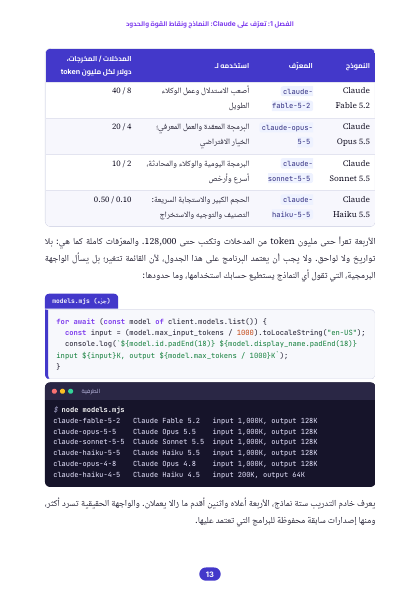 الفصل 1: تعرّف على Claude: النماذج ونقاط القوة والحدود
النموذج المعرّف استخدمه لـ المدخلات / المخرجات، دولار لكل مليون token
Claude Fable 5.2 claude-fable-5-2 أصعب الاستدلال وعمل الوكلاء الطويل 8 / 40
Claude Opus 5.5 claude-opus-5-5 البرمجة المعقدة والعمل المعرفي؛ الخيار الافتراضي 4 / 20
Claude Sonnet 5.5 claude-sonnet-5-5 البرمجة اليومية والوكلاء والمحادثة، أسرع وأرخص 2 / 10
Claude Haiku 5.5 claude-haiku-5-5 الحجم الكبير والاستجابة السريعة: التصنيف والتوجيه والاستخراج 0.10 / 0.50
الأربعة تقرأ حتى مليون token من المدخلات وتكتب حتى 128,000. والمعرّفات كاملة كما هي: بلا
تواريخ ولا لواحق. ولا يجب أن يعتمد البرنامج على هذا الجدول، لأن القائمة تتغير؛ بل يسأل الواجهة
البرمجية، التي تقول أي النماذج يستطيع حسابك استخدامها، وما حدودها:
models.mjs (جزء)
for await (const model of client.models.list()) {
const input = (model.max_input_tokens / 1000).toLocaleString("en-US");
console.log(`${model.id.padEnd(18)} ${model.display_name.padEnd(18)}
input ${input}K, output ${model.max_tokens / 1000}K`);
}
الطرفية
$ node models.mjs
claude-fable-5-2 Claude Fable 5.2 input 1,000K, output 128K
claude-opus-5-5 Claude Opus 5.5 input 1,000K, output 128K
claude-sonnet-5-5 Claude Sonnet 5.5 input 1,000K, output 128K
claude-haiku-5-5 Claude Haiku 5.5 input 1,000K, output 128K
claude-opus-4-8 Claude Opus 4.8 input 1,000K, output 128K
claude-haiku-4-5 Claude Haiku 4.5 input 200K, output 64K
يعرف خادم التدريب ستة نماذج، الأربعة أعلاه واثنين أقدم ما زالا يعملان. والواجهة الحقيقية تسرد أكثر،
ومنها إصدارات سابقة محفوظة للبرامج التي تعتمد عليها.
13